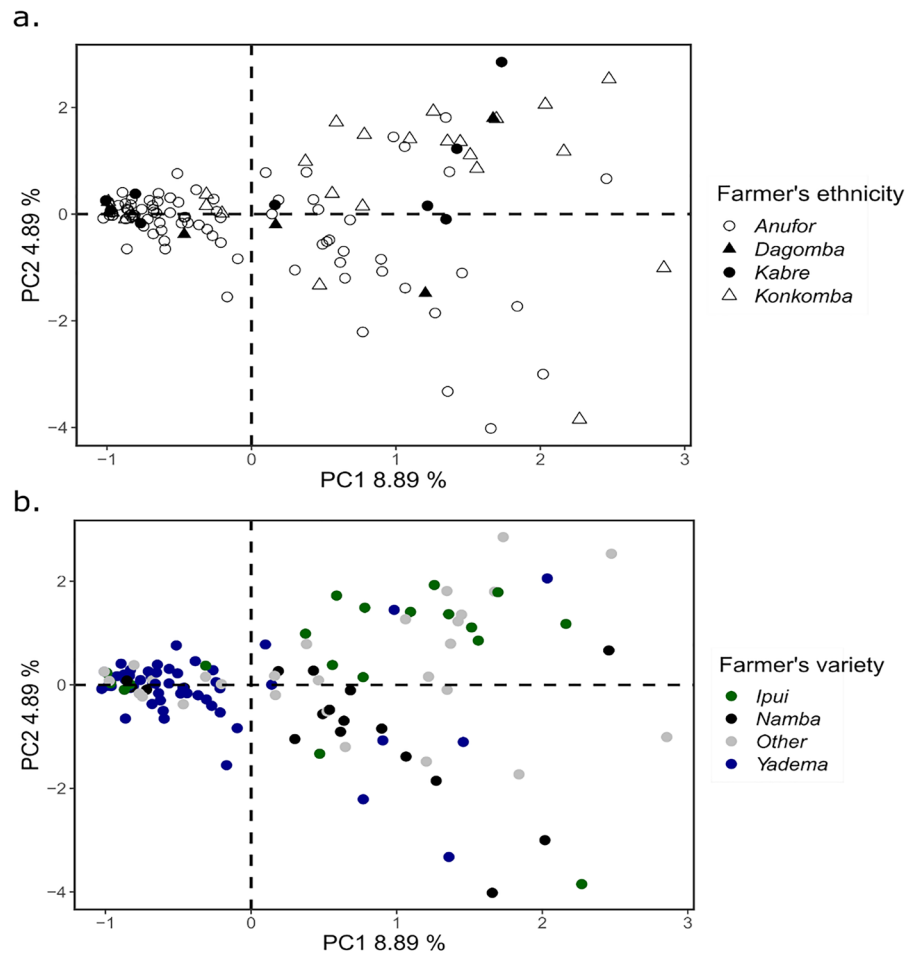 a.
2
0
−2
−4
PC2 4.89 %
−1
0
1
2
3
PC1 8.89 %
Farmer's ethnicity
Anufor
Dagomba
Kabre
Konkomba
b.
2
0
−2
−4
PC2 4.89 %
−1
0
1
2
3
PC1 8.89 %
Farmer's variety
Ipui
Namba
Other
Yadema